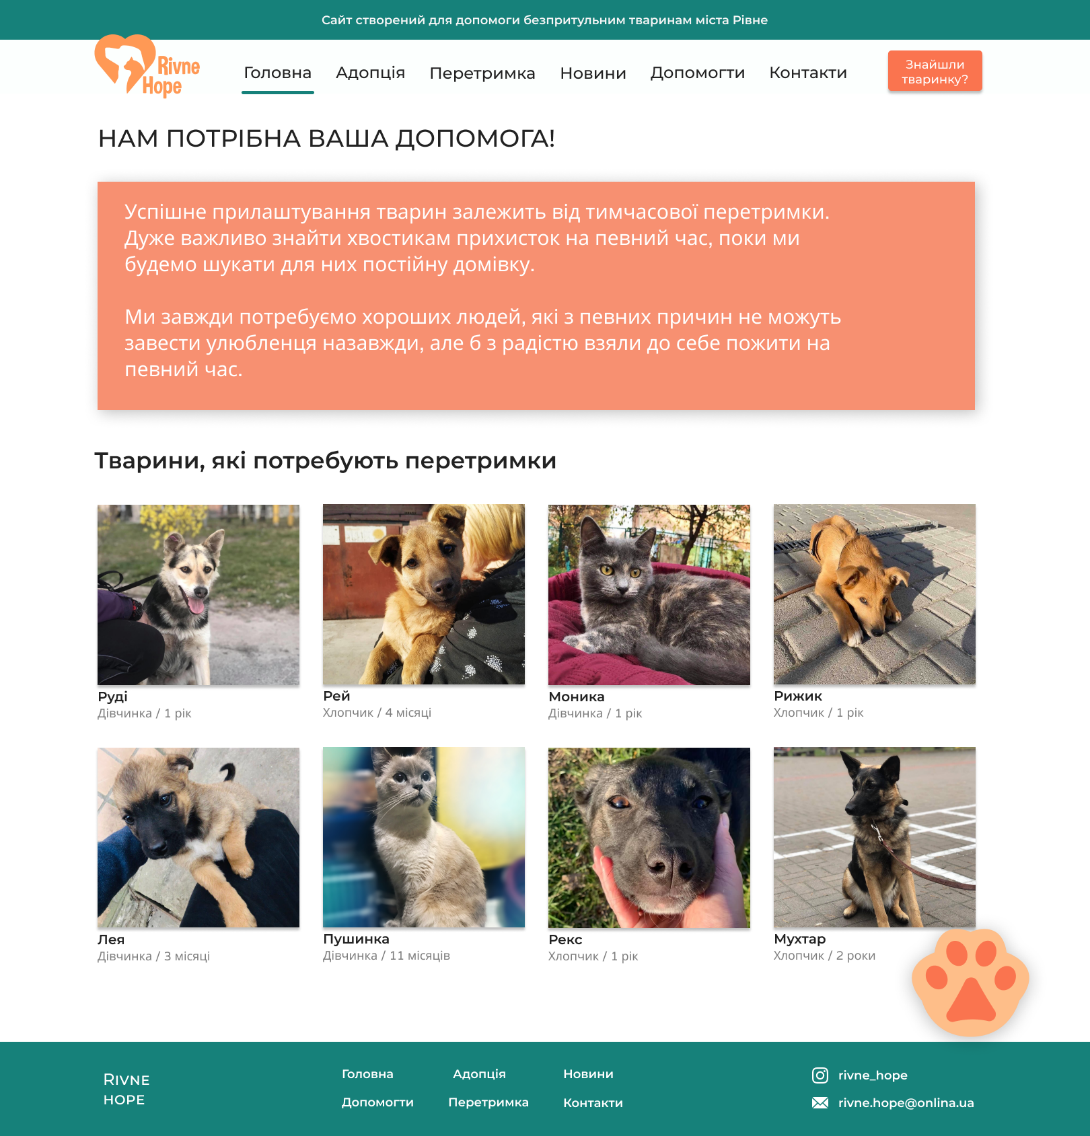 Сайт створений для допомоги безпритульним тваринам міста Рівне
Rivne
Hope
Головна Адопція Перетримка Новини Допомогти Контакти
Знайшли
тваринку?
НАМ ПОТРІБНА ВАША ДОПОМОГА!
Успішне прилаштування тварин залежить від тимчасової перетримки.
Дуже важливо знайти хвостикам прихисток на певний час, поки ми
будемо шукати для них постійну домівку.
Ми завжди потребуємо хороших людей, які з певних причин не можуть
завести улюбленця назавжди, але б з радістю взяли до себе пожити на
певний час.
Тварини, які потребують перетримки
Руді Рей Моника Рижик
Дівчинка / 1 рік Хлопчик / 4 місяці Дівчинка / 1 рік Хлопчик / 1 рік
Лея Пушинка Рекс Мухтар
Дівчинка / 3 місяці Дівчинка / 11 місяців Хлопчик / 1 рік Хлопчик / 2 роки
Rivne
hope
Головна Адопція Новини
Допомогти Перетримка Контакти
rivne_hope
rivne.hope@onlina.ua